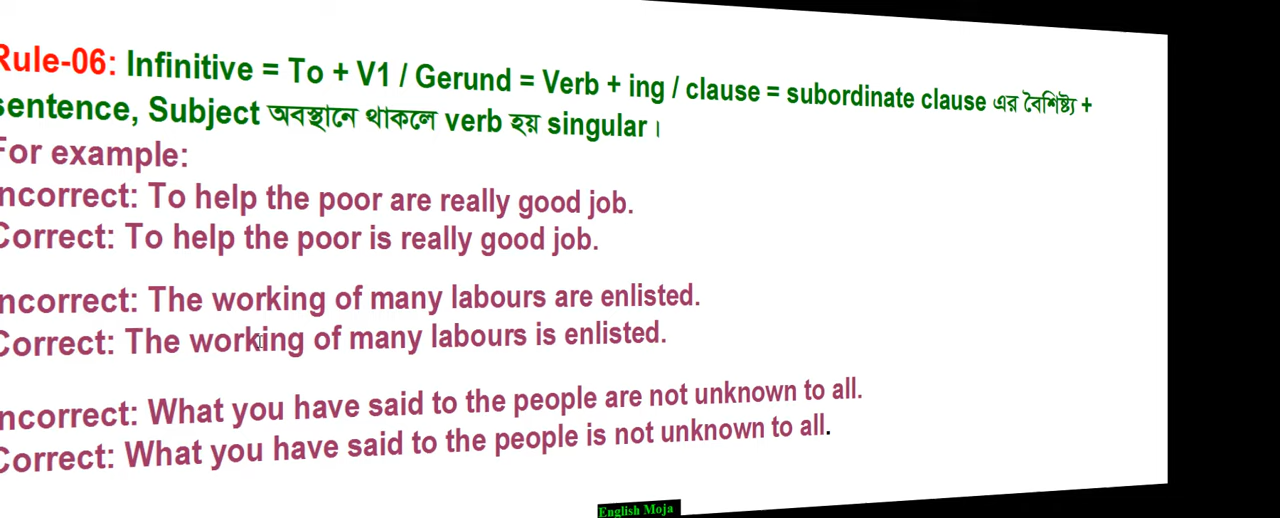 Rule-06: Infinitive = To + V1 / Gerund = Verb + ing / clause = subordinate clause এর বৈশিষ্ট্য +
sentence, Subject অবস্থানে থাকলে verb হয় singular।
For example:
Incorrect: To help the poor are really good job.
Correct: To help the poor is really good job.
Incorrect: The working of many labours are enlisted.
Correct: The working of many labours is enlisted.
Incorrect: What you have said to the people are not unknown to all.
Correct: What you have said to the people is not unknown to all.
English Moja